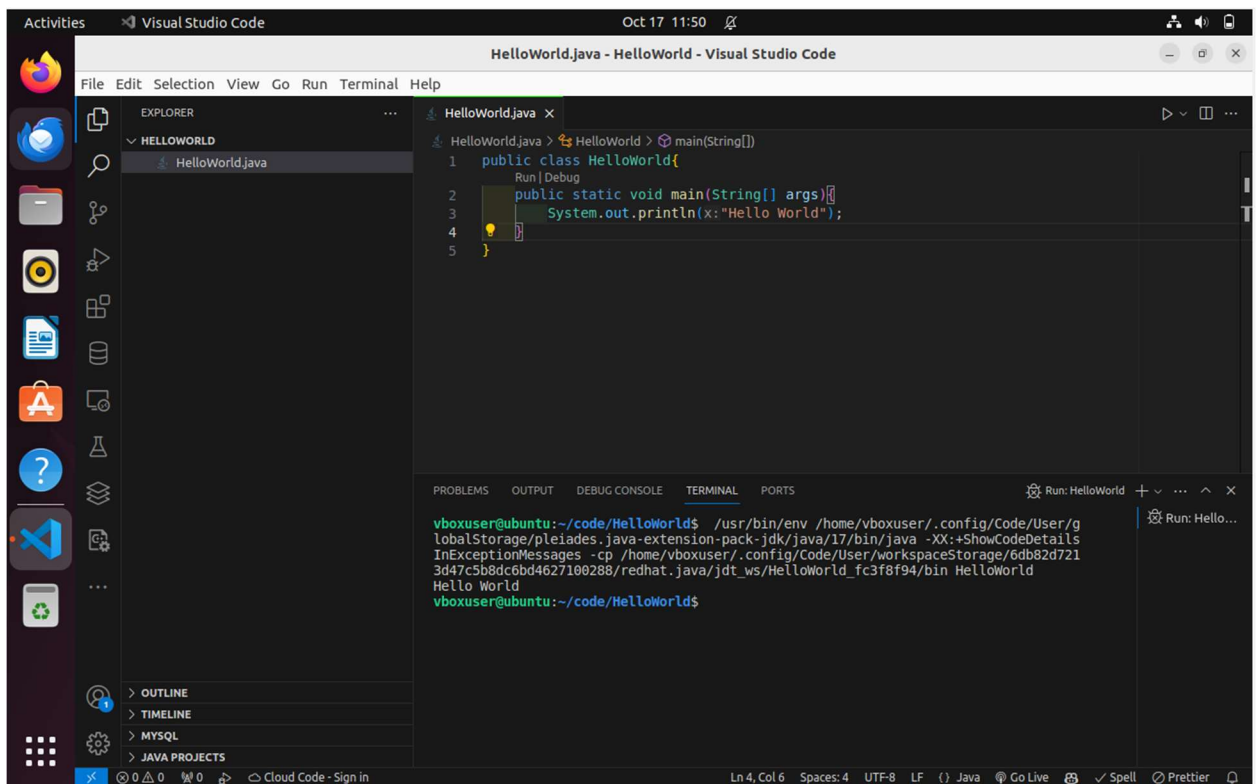 Activities
Visual Studio Code
Oct 17 11:50
HelloWorld.java - HelloWorld - Visual Studio Code
File Edit Selection View Go Run Terminal Help
EXPLORER
HELLOWORLD
HelloWorld.java
HelloWorld.java
HelloWorld.java > HelloWorld > main(String[])
1 public class HelloWorld{
Run | Debug
2 public static void main(String[] args){
3 System.out.println(x:"Hello World");
4 }
5 }
PROBLEMS OUTPUT DEBUG CONSOLE TERMINAL PORTS
Run: HelloWorld
Run: Hello...
vboxuser@ubuntu:~/code/HelloWorld$ /usr/bin/env /home/vboxuser/.config/Code/User/g
lobalStorage/pleiades.java-extension-pack-jdk/java/17/bin/java -XX:+ShowCodeDetails
InExceptionMessages -cp /home/vboxuser/.config/Code/User/workspaceStorage/6db82d721
3d47c5b8dc6bd4627100288/redhat.java/jdt_ws/HelloWorld_fc3f8f94/bin HelloWorld
Hello World
vboxuser@ubuntu:~/code/HelloWorld$
OUTLINE
TIMELINE
MYSQL
JAVA PROJECTS
1
0 0 0 Cloud Code - Sign in
Ln 4, Col 6 Spaces: 4 UTF-8 LF {} Java Go Live Spell Prettier